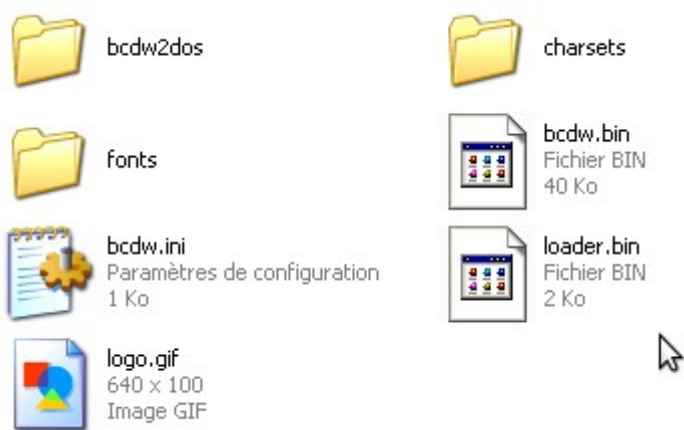 bcdw2dos
charsets
fonts
bcdw.bin
Fichier BIN
40 Ko
bcdw.ini
Paramètres de configuration
1 Ko
loader.bin
Fichier BIN
2 Ko
logo.gif
640 x 100
Image GIF